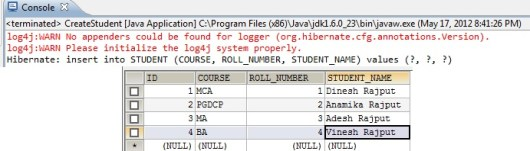 Console
<terminated> CreateStudent [Java Application] C:\Program Files (x86)\Java\jdk1.6.0_23\bin\javaw.exe (May 17, 2012 8:41:26 PM)
log4j:WARN No appenders could be found for logger (org.hibernate.cfg.annotations.Version).
log4j:WARN Please initialize the log4j system properly.
Hibernate: insert into STUDENT (COURSE, ROLL_NUMBER, STUDENT_NAME) values (?, ?, ?)
ID COURSE ROLL_NUMBER STUDENT_NAME
1 MCA 1 Dinesh Rajput
2 PGDCP 2 Anamika Rajput
3 MA 3 Adesh Rajput
4 BA 4 Vinesh Rajput
* (NULL) (NULL) (NULL) (NULL)